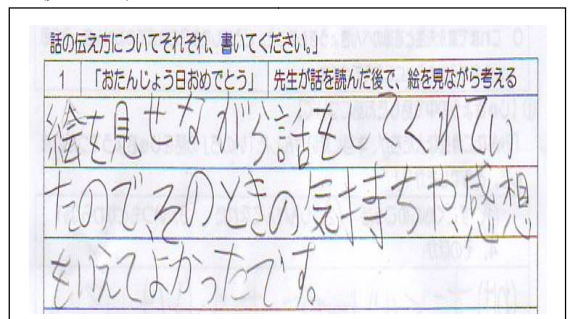 話の伝え方についてそれぞれ、書いてください。」
1 「おたんじょう日おめでとう」 先生が話を読んだ後で、絵を見ながら考える
絵を見せながら話をしてくれてい
たので、そのときの気持ちや感想
もいえてよかったです。